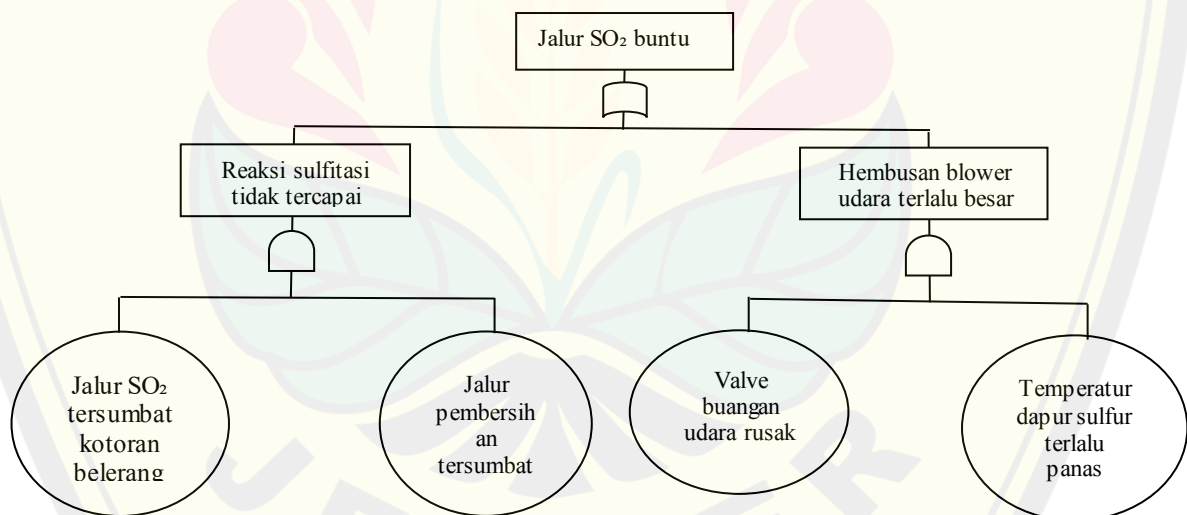 Jalur SO₂ buntu
Reaksi sulfitasi
tidak tercapai
Hembusan blower
udara terlalu besar
Jalur SO₂
tersumbat
kotoran
belerang
Jalur
pembersih
an
tersumbat
Valve
buangan
udara rusak
Temperatur
dapur sulfur
terlalu
panas